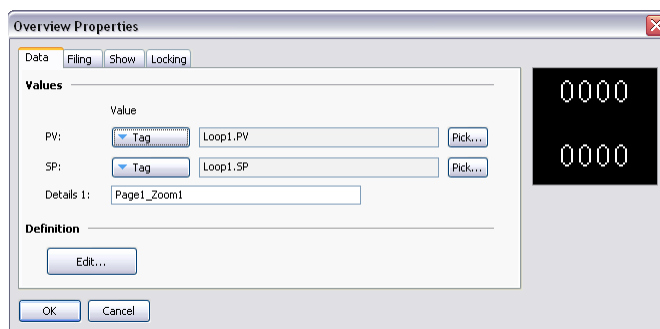 Overview Properties
Data Filing Show Locking
Values
Value
PV: Tag Loop1.PV Pick...
SP: Tag Loop1.SP Pick...
Details 1: Page1_Zoom1
Definition
Edit...
OK Cancel
0000
0000